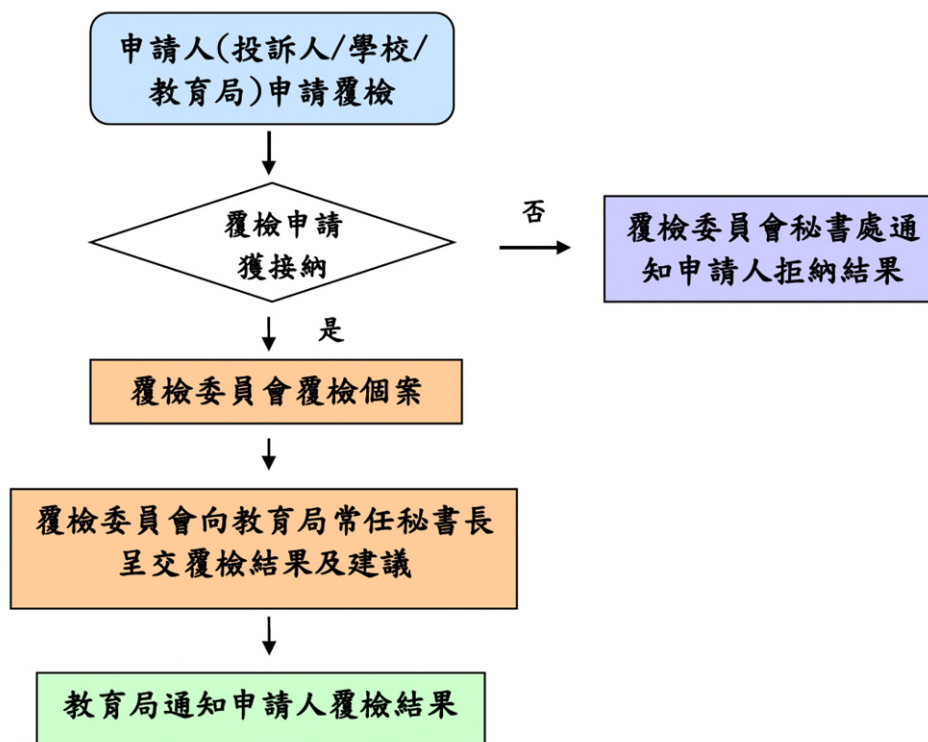 申請人(投訴人/學校/
教育局)申請覆檢
覆檢申請
獲接納
否
覆檢委員會秘書處通
知申請人拒納結果
是
覆檢委員會覆檢個案
覆檢委員會向教育局常任秘書長
呈交覆檢結果及建議
教育局通知申請人覆檢結果